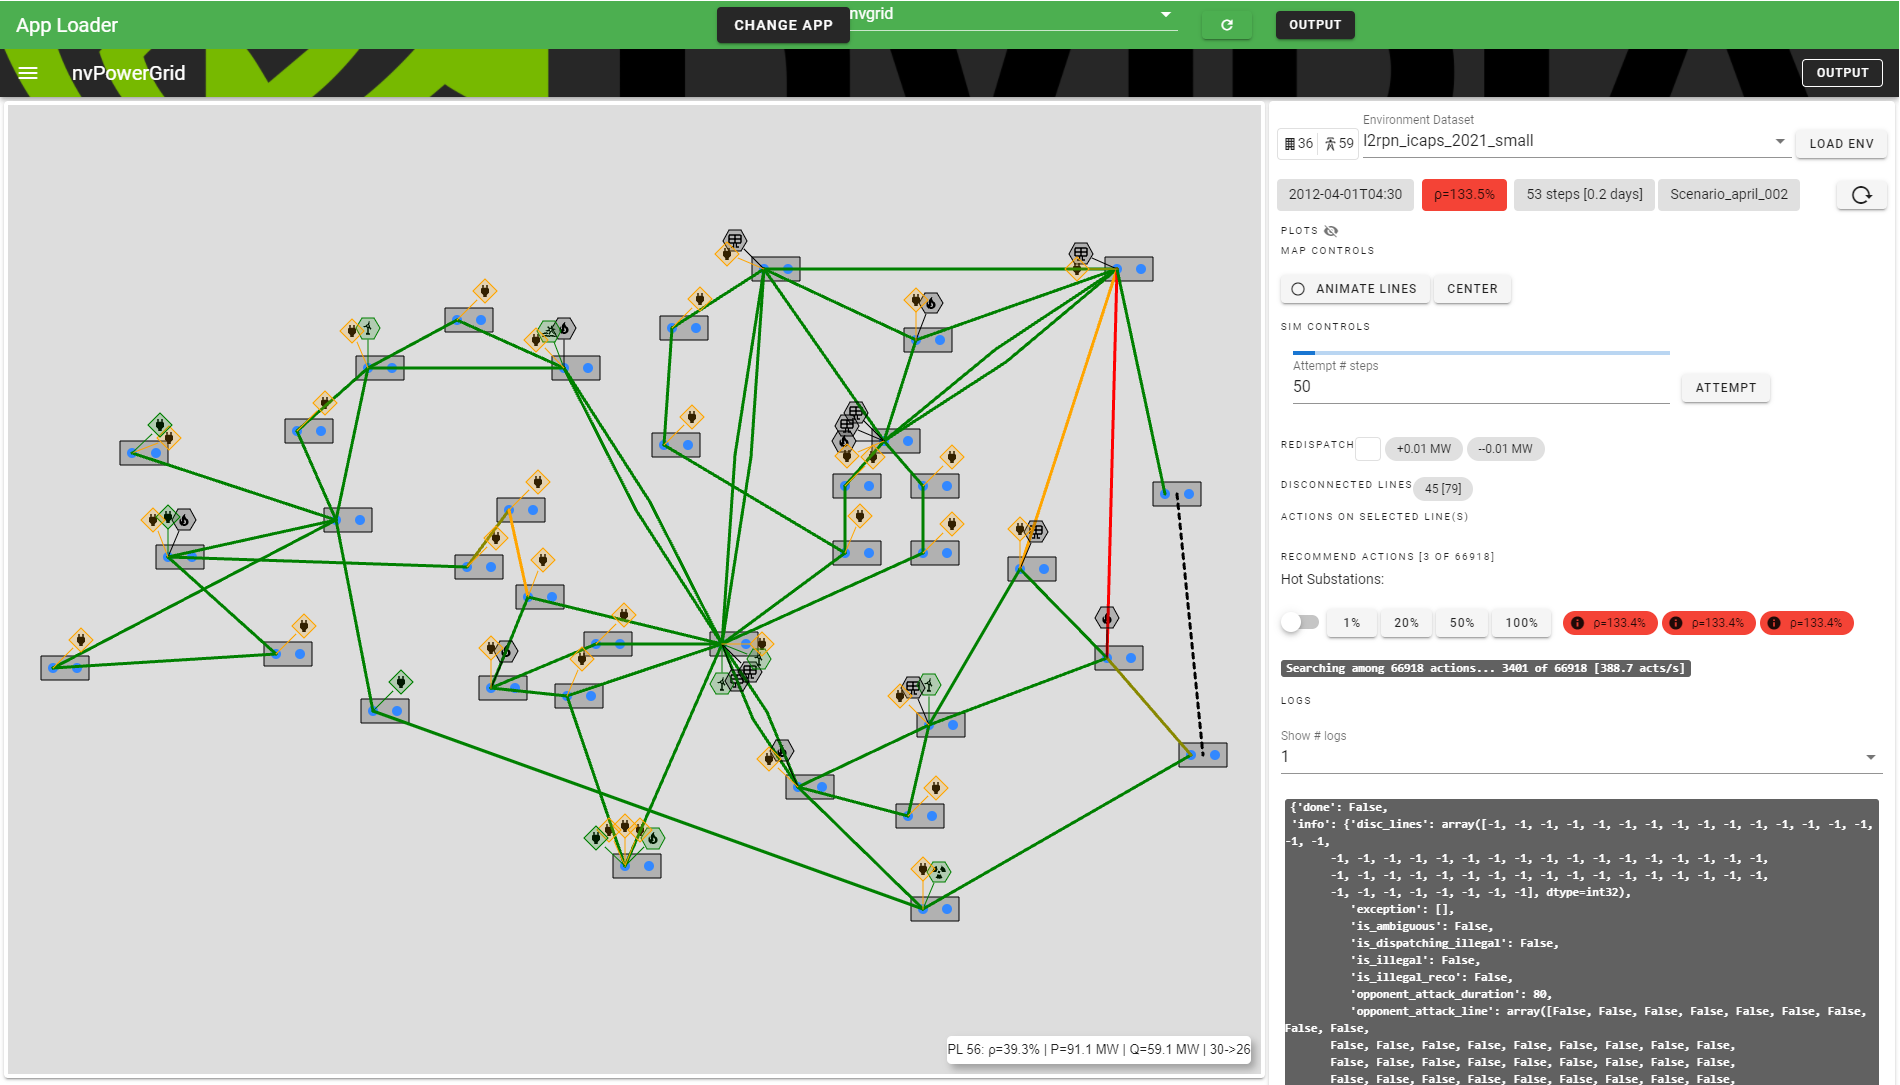 App Loader
CHANGE APP
nvgrid
OUTPUT
nvPowerGrid
OUTPUT
Environment Dataset
36
59
l2rpn_icaps_2021_small
LOAD ENV
2012-04-01T04:30
ρ=133.5%
53 steps [0.2 days]
Scenario_april_002
PLOTS
MAP CONTROLS
ANIMATE LINES
CENTER
SIM CONTROLS
Attempt # steps
50
ATTEMPT
REDISPATCH
+0.01 MW
--0.01 MW
DISCONNECTED LINES
45 [79]
ACTIONS ON SELECTED LINE(S)
RECOMMEND ACTIONS [3 OF 66918]
Hot Substations:
1%
20%
50%
100%
ρ=133.4%
ρ=133.4%
ρ=133.4%
Searching among 66918 actions... 3401 of 66918 [388.7 acts/s]
LOGS
Show # logs
1
{'done': False,
'info': {'disc_lines': array([-1, -1, -1, -1, -1, -1, -1, -1, -1, -1, -1, -1, -1, -1, -1,
-1, -1,
-1, -1, -1, -1, -1, -1, -1, -1, -1, -1, -1, -1, -1, -1, -1, -1, -1,
-1, -1, -1, -1, -1, -1, -1, -1, -1, -1, -1, -1, -1, -1, -1, -1, -1,
-1, -1, -1, -1, -1, -1, -1, -1], dtype=int32),
'exception': [],
'is_ambiguous': False,
'is_dispatching_illegal': False,
'is_illegal': False,
'is_illegal_reco': False,
'opponent_attack_duration': 80,
'opponent_attack_line': array([False, False, False, False, False, False, False,
False, False,
False, False, False, False, False, False, False, False, False,
False, False, False, False, False, False, False, False, False,
False, False, False, False, False, False, False, False, False,
PL 56: ρ=39.3% | P=91.1 MW | Q=59.1 MW | 30->26